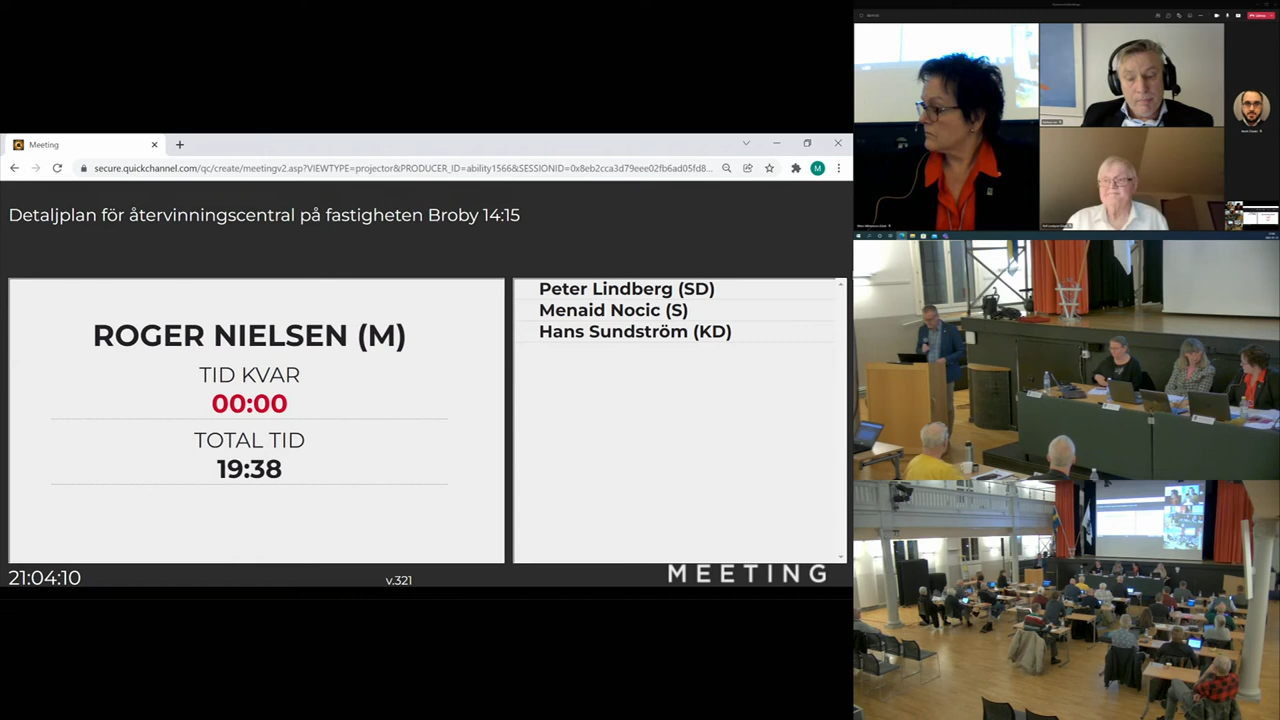 Meeting
secure.quickchannel.com/qc/create/meetingv2.asp?VIEWTYPE=projector&PRODUCER_ID=ability1566&SESSIONID=0x8eb2cca3d79eee02fb6ad05fd8...
M
Detaljplan för återvinningscentral på fastigheten Broby 14:15
ROGER NIELSEN (M)
TID KVAR
00:00
TOTAL TID
19:38
Peter Lindberg (SD)
Menaid Nocic (S)
Hans Sundström (KD)
21:04:10
v.321
MEETING